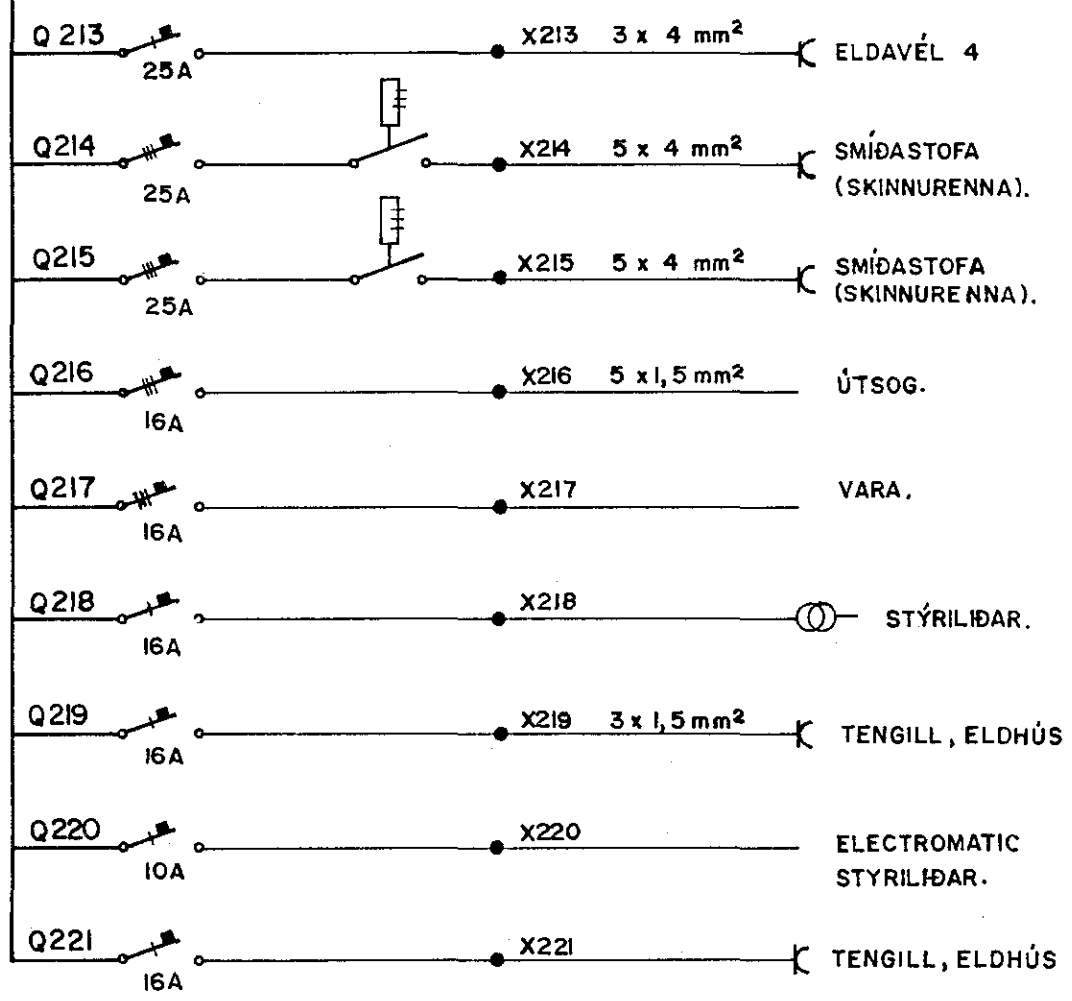 Q 213 X213 3 x 4 mm² ELDAVÉL 4
25A
Q214 X214 5 x 4 mm² SMÍÐASTOFA
25A (SKINNURENNA).
Q215 X215 5 x 4 mm² SMÍÐASTOFA
25A (SKINNURENNA).
Q216 X216 5 x 1,5 mm² ÚTSOG.
16A
Q217 X217 VARA.
16A
Q218 X218 STÝRILIÐAR.
16A
Q219 X219 3 x 1,5 mm² TENGILL, ELDHÚS
16A
Q220 X220 ELECTROMATIC
10A STYRILIÐAR.
Q221 X221 TENGILL, ELDHÚS
16A